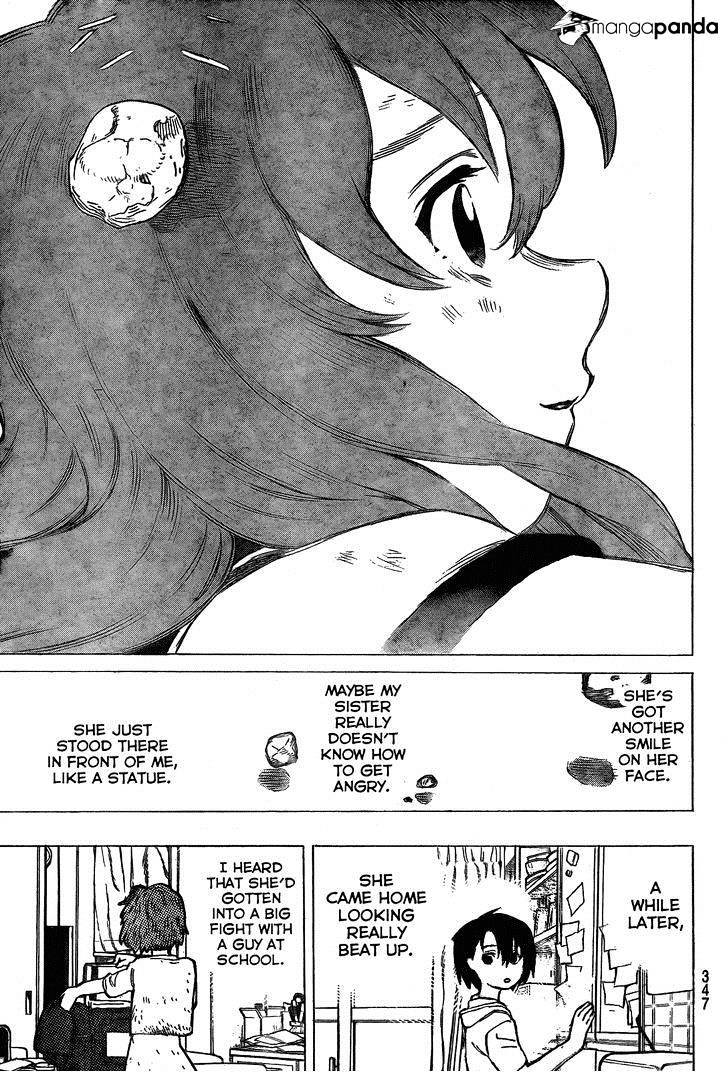 mangapanda
SHE'S
GOT
ANOTHER
SMILE
ON HER
FACE.
MAYBE MY
SISTER
REALLY
DOESN'T
KNOW HOW
TO GET
ANGRY.
SHE JUST
STOOD THERE
IN FRONT OF ME,
LIKE A STATUE.
A
WHILE
LATER,
SHE
CAME HOME
LOOKING
REALLY
BEAT UP.
I HEARD
THAT SHE'D
GOTTEN
INTO A BIG
FIGHT WITH
A GUY AT
SCHOOL.
347